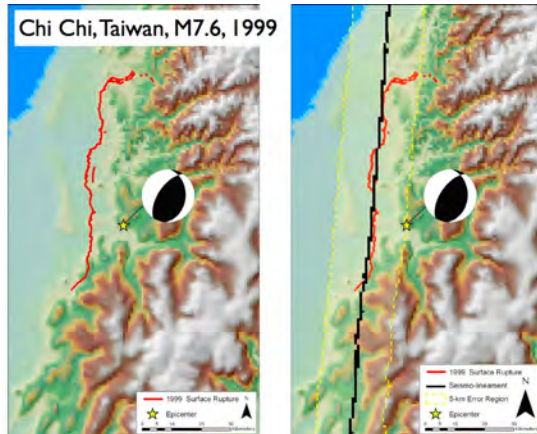 Chi Chi, Taiwan, M7.6, 1999
1999 Surface Rupture
Epicenter
N
1999 Surface Rupture
Seismo-lineament
5-km Error Region
Epicenter
N